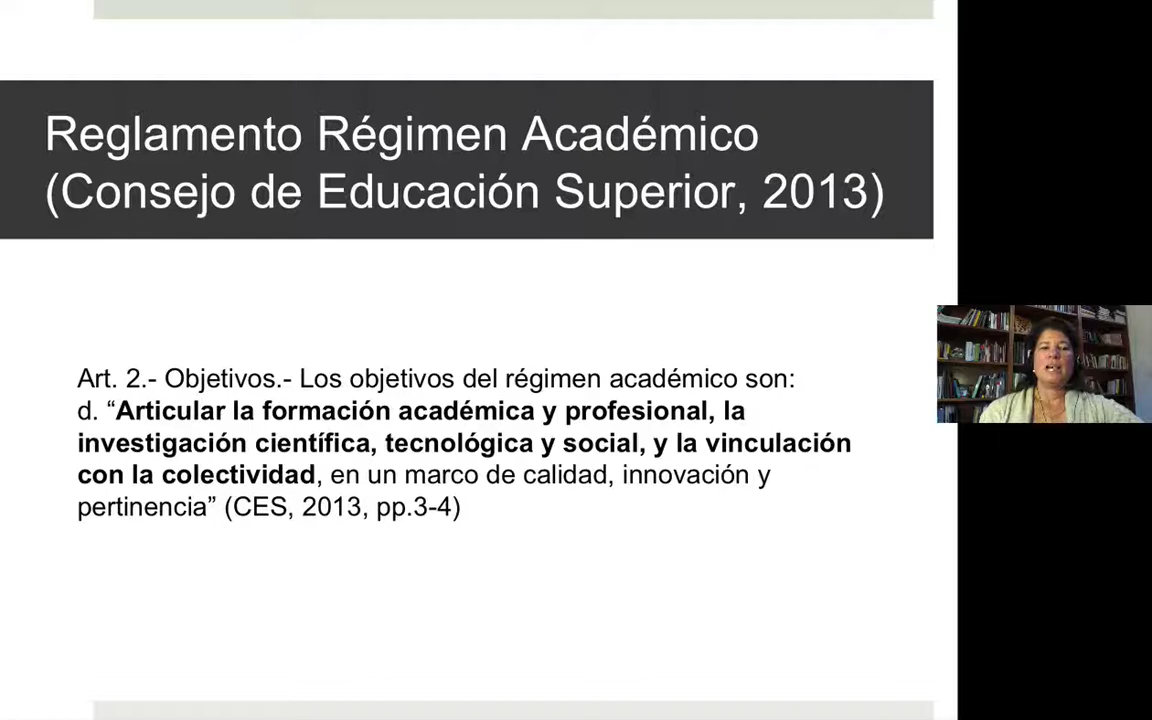 Reglamento Régimen Académico
(Consejo de Educación Superior, 2013)
Art. 2.- Objetivos.- Los objetivos del régimen académico son:
d. “Articular la formación académica y profesional, la
investigación científica, tecnológica y social, y la vinculación
con la colectividad, en un marco de calidad, innovación y
pertinencia” (CES, 2013, pp.3-4)